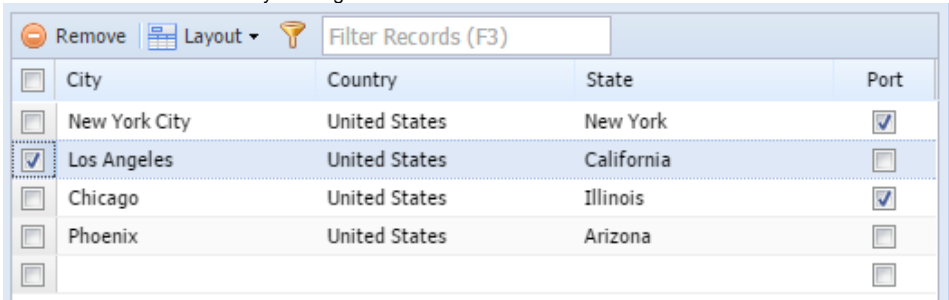 Remove Layout Filter Records (F3)
City Country State Port
New York City United States New York
Los Angeles United States California
Chicago United States Illinois
Phoenix United States Arizona